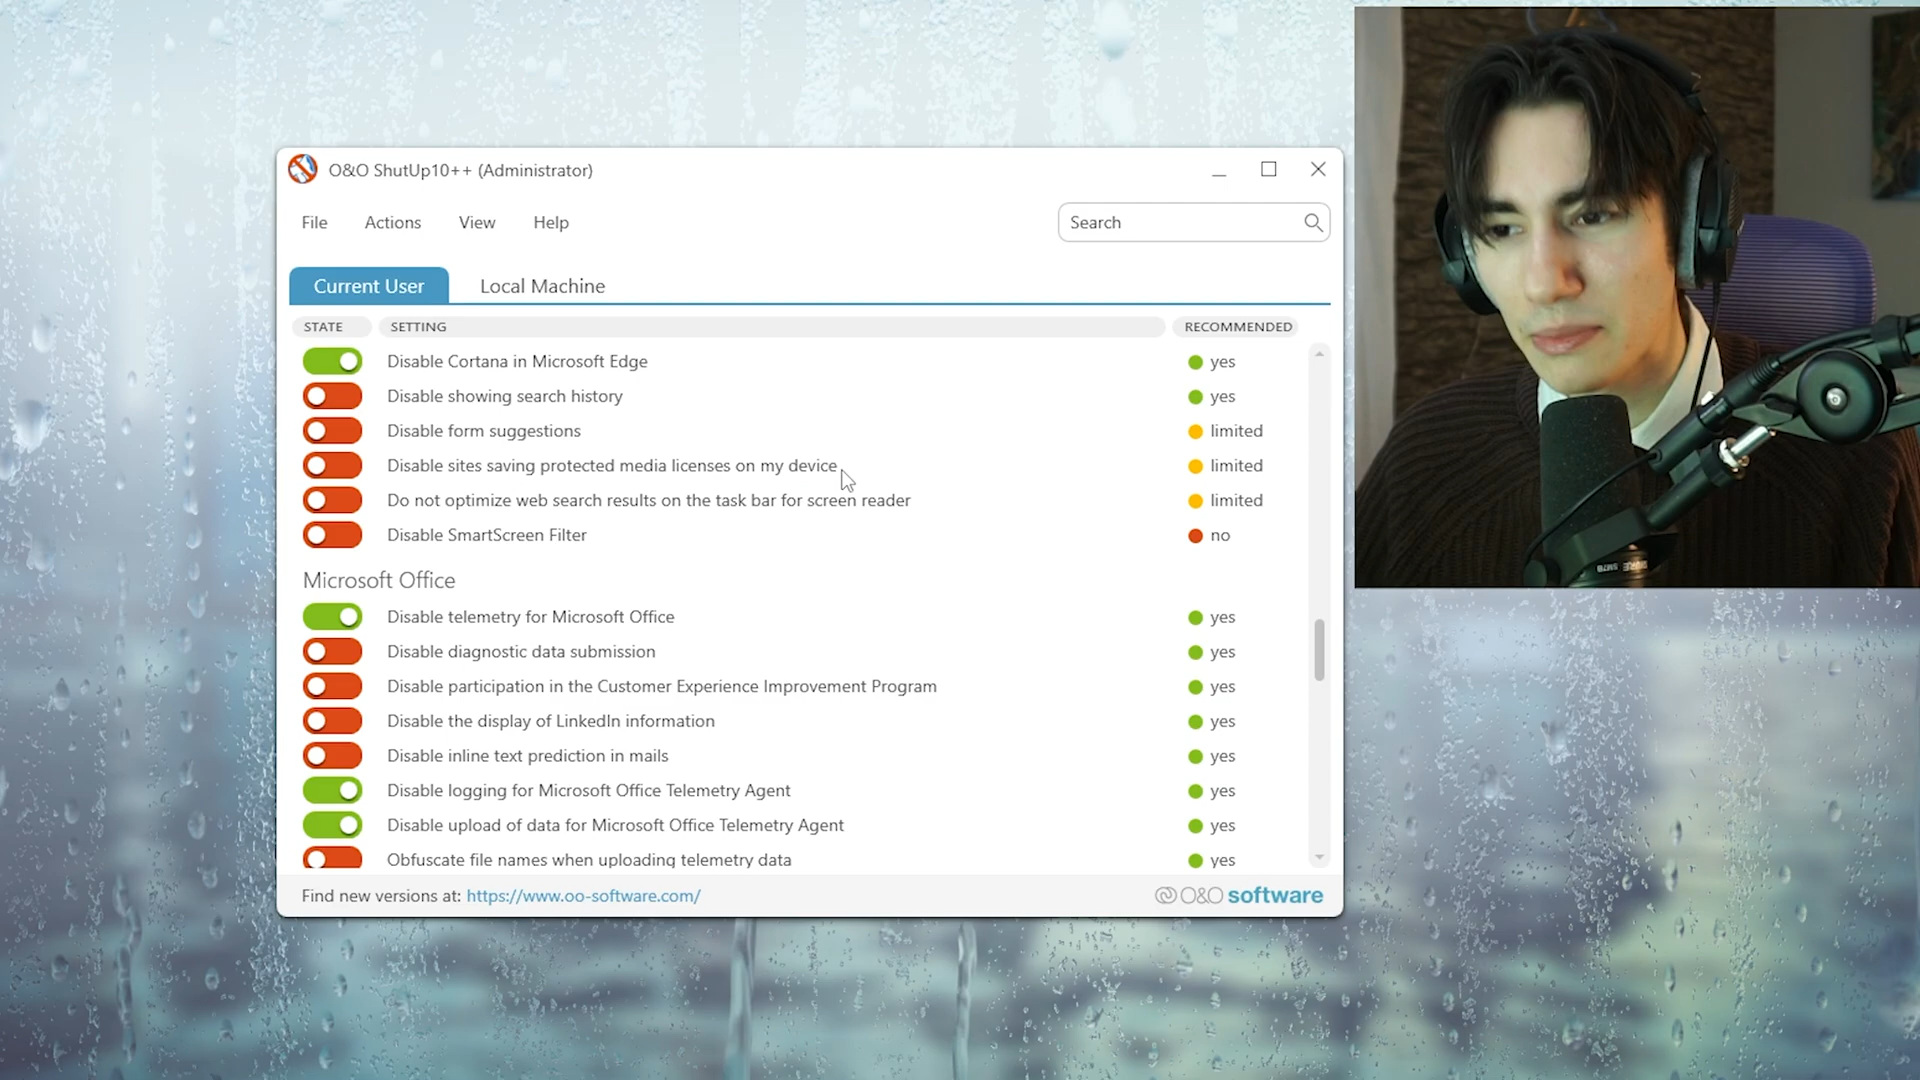 O&O ShutUp10++ (Administrator)
File Actions View Help Search
Current User Local Machine
STATE SETTING RECOMMENDED
Disable Cortana in Microsoft Edge yes
Disable showing search history yes
Disable form suggestions limited
Disable sites saving protected media licenses on my device limited
Do not optimize web search results on the task bar for screen reader limited
Disable SmartScreen Filter no
Microsoft Office
Disable telemetry for Microsoft Office yes
Disable diagnostic data submission yes
Disable participation in the Customer Experience Improvement Program yes
Disable the display of LinkedIn information yes
Disable inline text prediction in mails yes
Disable logging for Microsoft Office Telemetry Agent yes
Disable upload of data for Microsoft Office Telemetry Agent yes
Obfuscate file names when uploading telemetry data yes
Find new versions at: https://www.oo-software.com/ O&O software